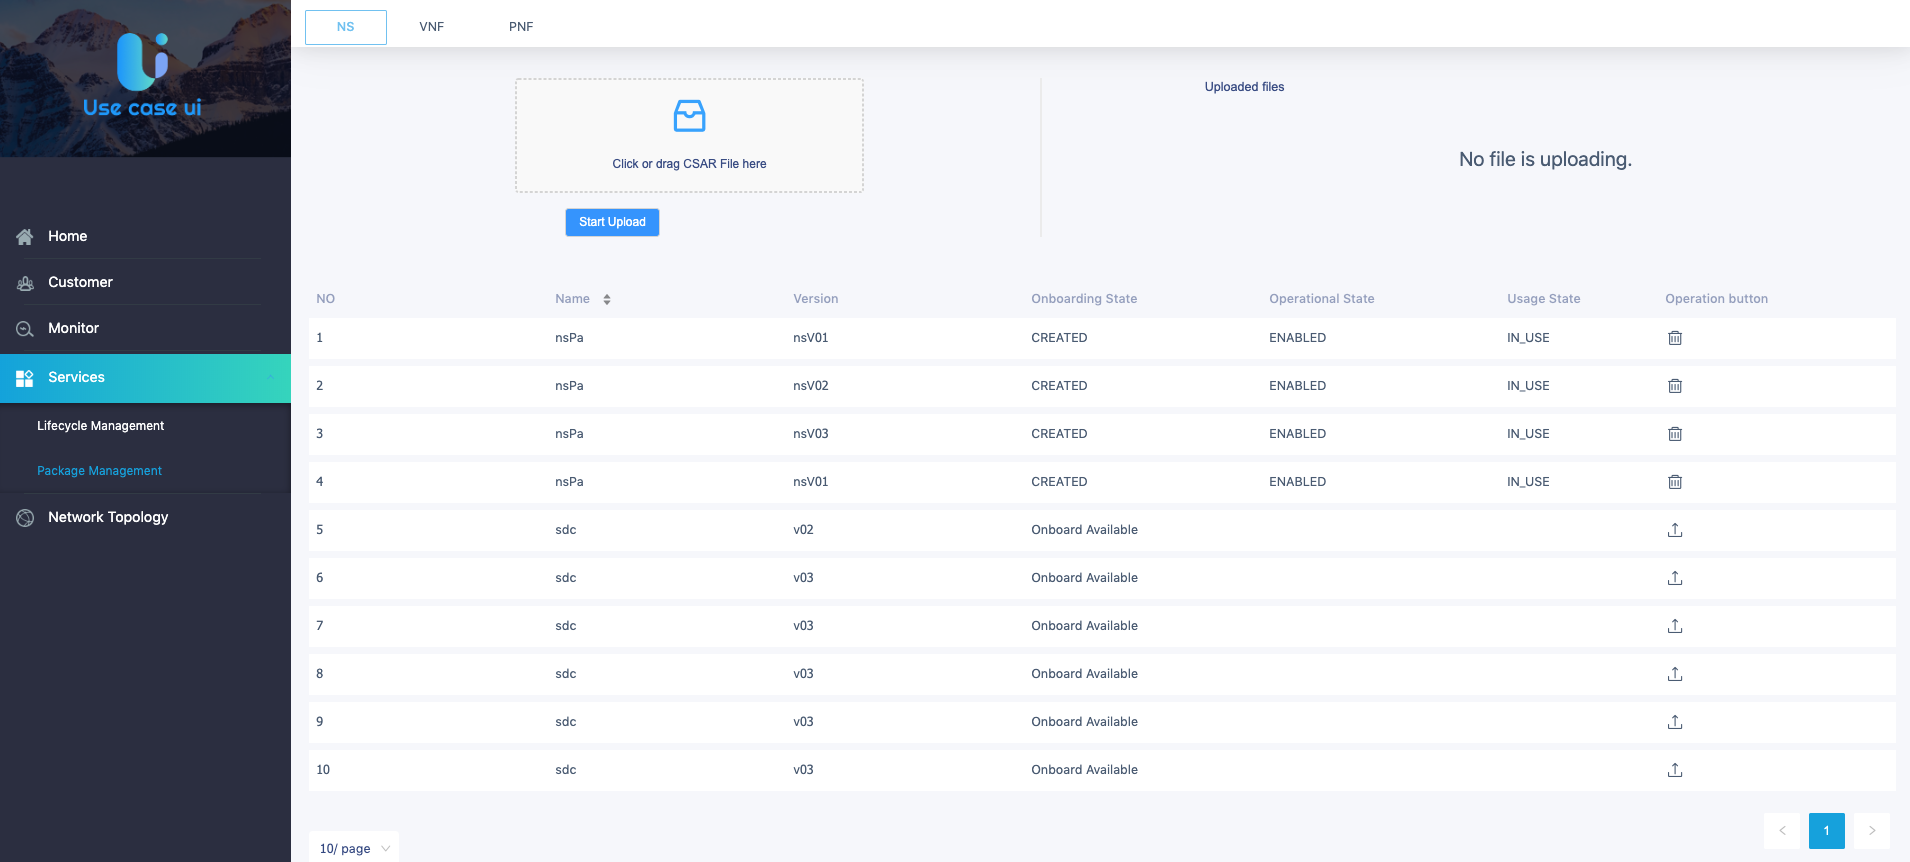 Use case ui
Home
Customer
Monitor
Services
Lifecycle Management
Package Management
Network Topology
NS VNF PNF
Click or drag CSAR File here
Start Upload
Uploaded files
No file is uploading.
NO Name Version Onboarding State Operational State Usage State Operation button
1 nsPa nsV01 CREATED ENABLED IN_USE
2 nsPa nsV02 CREATED ENABLED IN_USE
3 nsPa nsV03 CREATED ENABLED IN_USE
4 nsPa nsV01 CREATED ENABLED IN_USE
5 sdc v02 Onboard Available
6 sdc v03 Onboard Available
7 sdc v03 Onboard Available
8 sdc v03 Onboard Available
9 sdc v03 Onboard Available
10 sdc v03 Onboard Available
10/ page
< 1 >